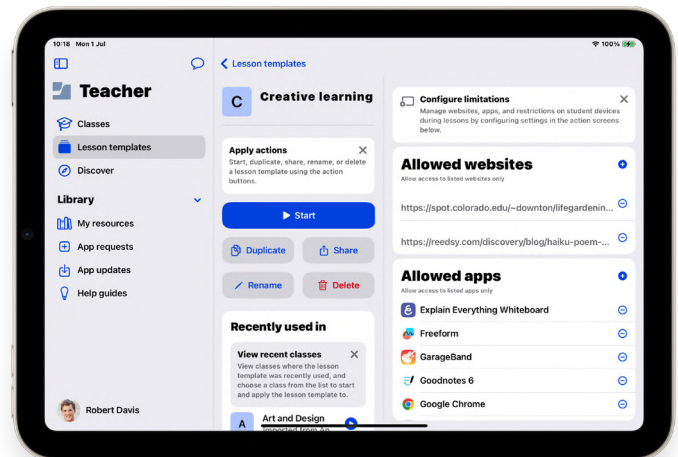 10:18 Mon 1 Jul
100%
Teacher
Classes
Lesson templates
Discover
Library
My resources
App requests
App updates
Help guides
Robert Davis
Lesson templates
C
Creative learning
Apply actions
Start, duplicate, share, rename, or delete
a lesson template using the action
buttons.
Start
Duplicate
Share
Rename
Delete
Recently used in
View recent classes
View classes where the lesson
template was recently used, and
choose a class from the list to start
and apply the lesson template to.
A
Art and Design
Imported from An
Configure limitations
Manage websites, apps, and restrictions on student devices
during lessons by configuring settings in the action screens
below.
Allowed websites
Allow access to listed websites only
https://spot.colorado.edu/~downton/lifegardenin...
https://reedsy.com/discovery/blog/haiku-poem-...
Allowed apps
Allow access to listed apps only
Explain Everything Whiteboard
Freeform
GarageBand
Goodnotes 6
Google Chrome